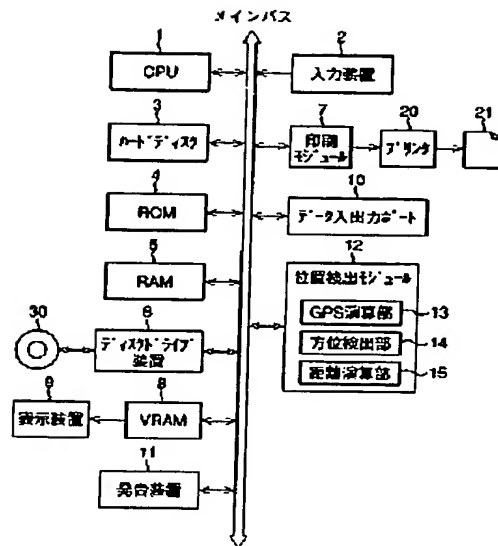 メインバス
1
CPU
2
入力装置
3
ハードディスク
7
印刷
モジュール
20
プリンタ
21
4
ROM
10
データ入出力ポート
5
RAM
12
位置検出モジュール
GPS演算部
13
方位検出部
14
距離演算部
15
30
6
ディスクドライブ
装置
9
表示装置
8
VRAM
11
発音装置